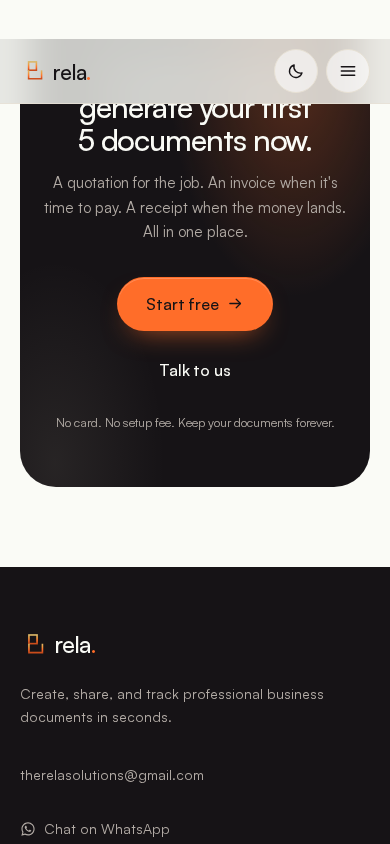 rela.
generate your first
5 documents now.
A quotation for the job. An invoice when it's
time to pay. A receipt when the money lands.
All in one place.
Start free →
Talk to us
No card. No setup fee. Keep your documents forever.
rela.
Create, share, and track professional business
documents in seconds.
therelasolutions@gmail.com
Chat on WhatsApp